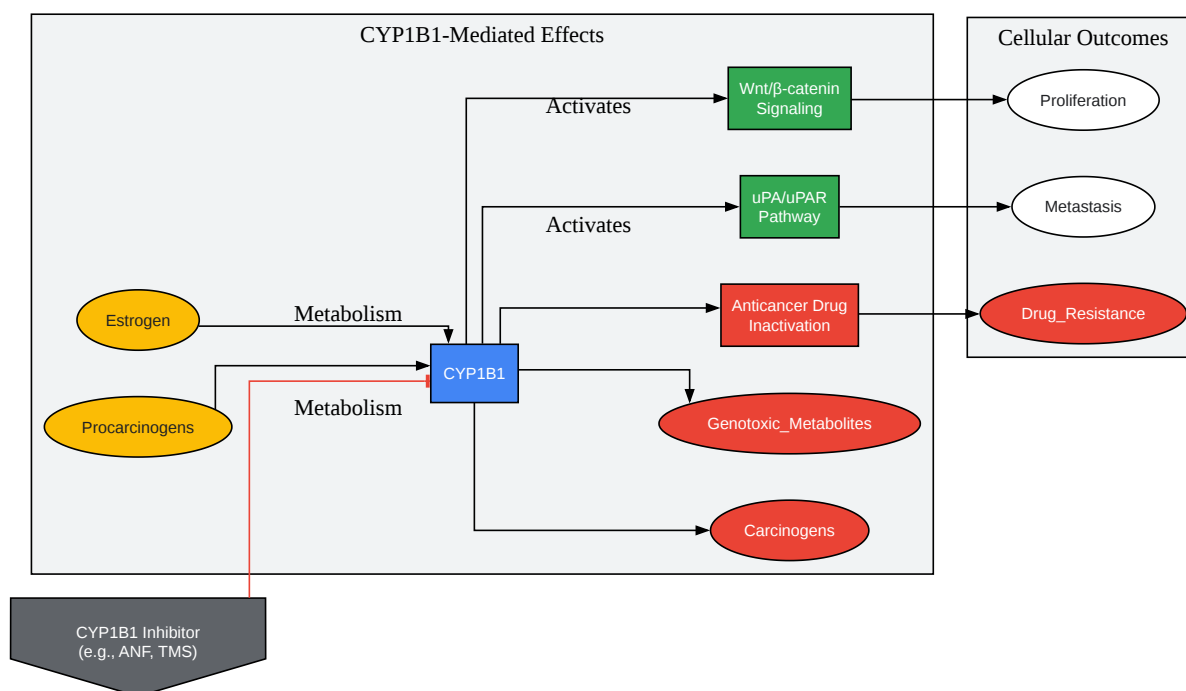 CYP1B1-Mediated Effects
Cellular Outcomes
Wnt/β-catenin
Signaling
Activates
Proliferation
uPA/uPAR
Pathway
Activates
Metastasis
Estrogen
Metabolism
Anticancer Drug
Inactivation
Drug_Resistance
CYP1B1
Metabolism
Procarcinogens
Genotoxic_Metabolites
Carcinogens
CYP1B1 Inhibitor
(e.g., ANF, TMS)